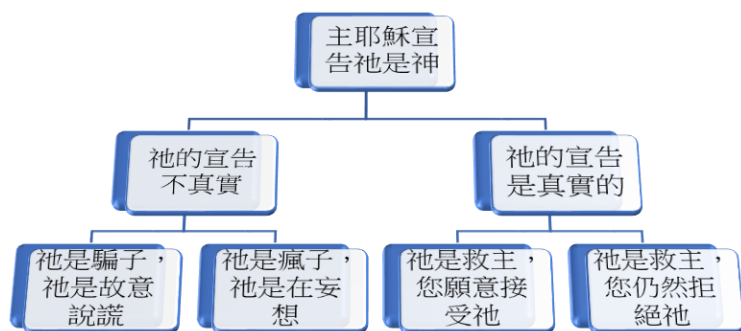 主耶穌宣
告祂是神
祂的宣告
不真實
祂的宣告
是真實的
祂是騙子，
祂是故意
說謊
祂是瘋子，
祂是在妄
想
祂是救主，
您願意接
受祂
祂是救主，
您仍然拒
絕祂